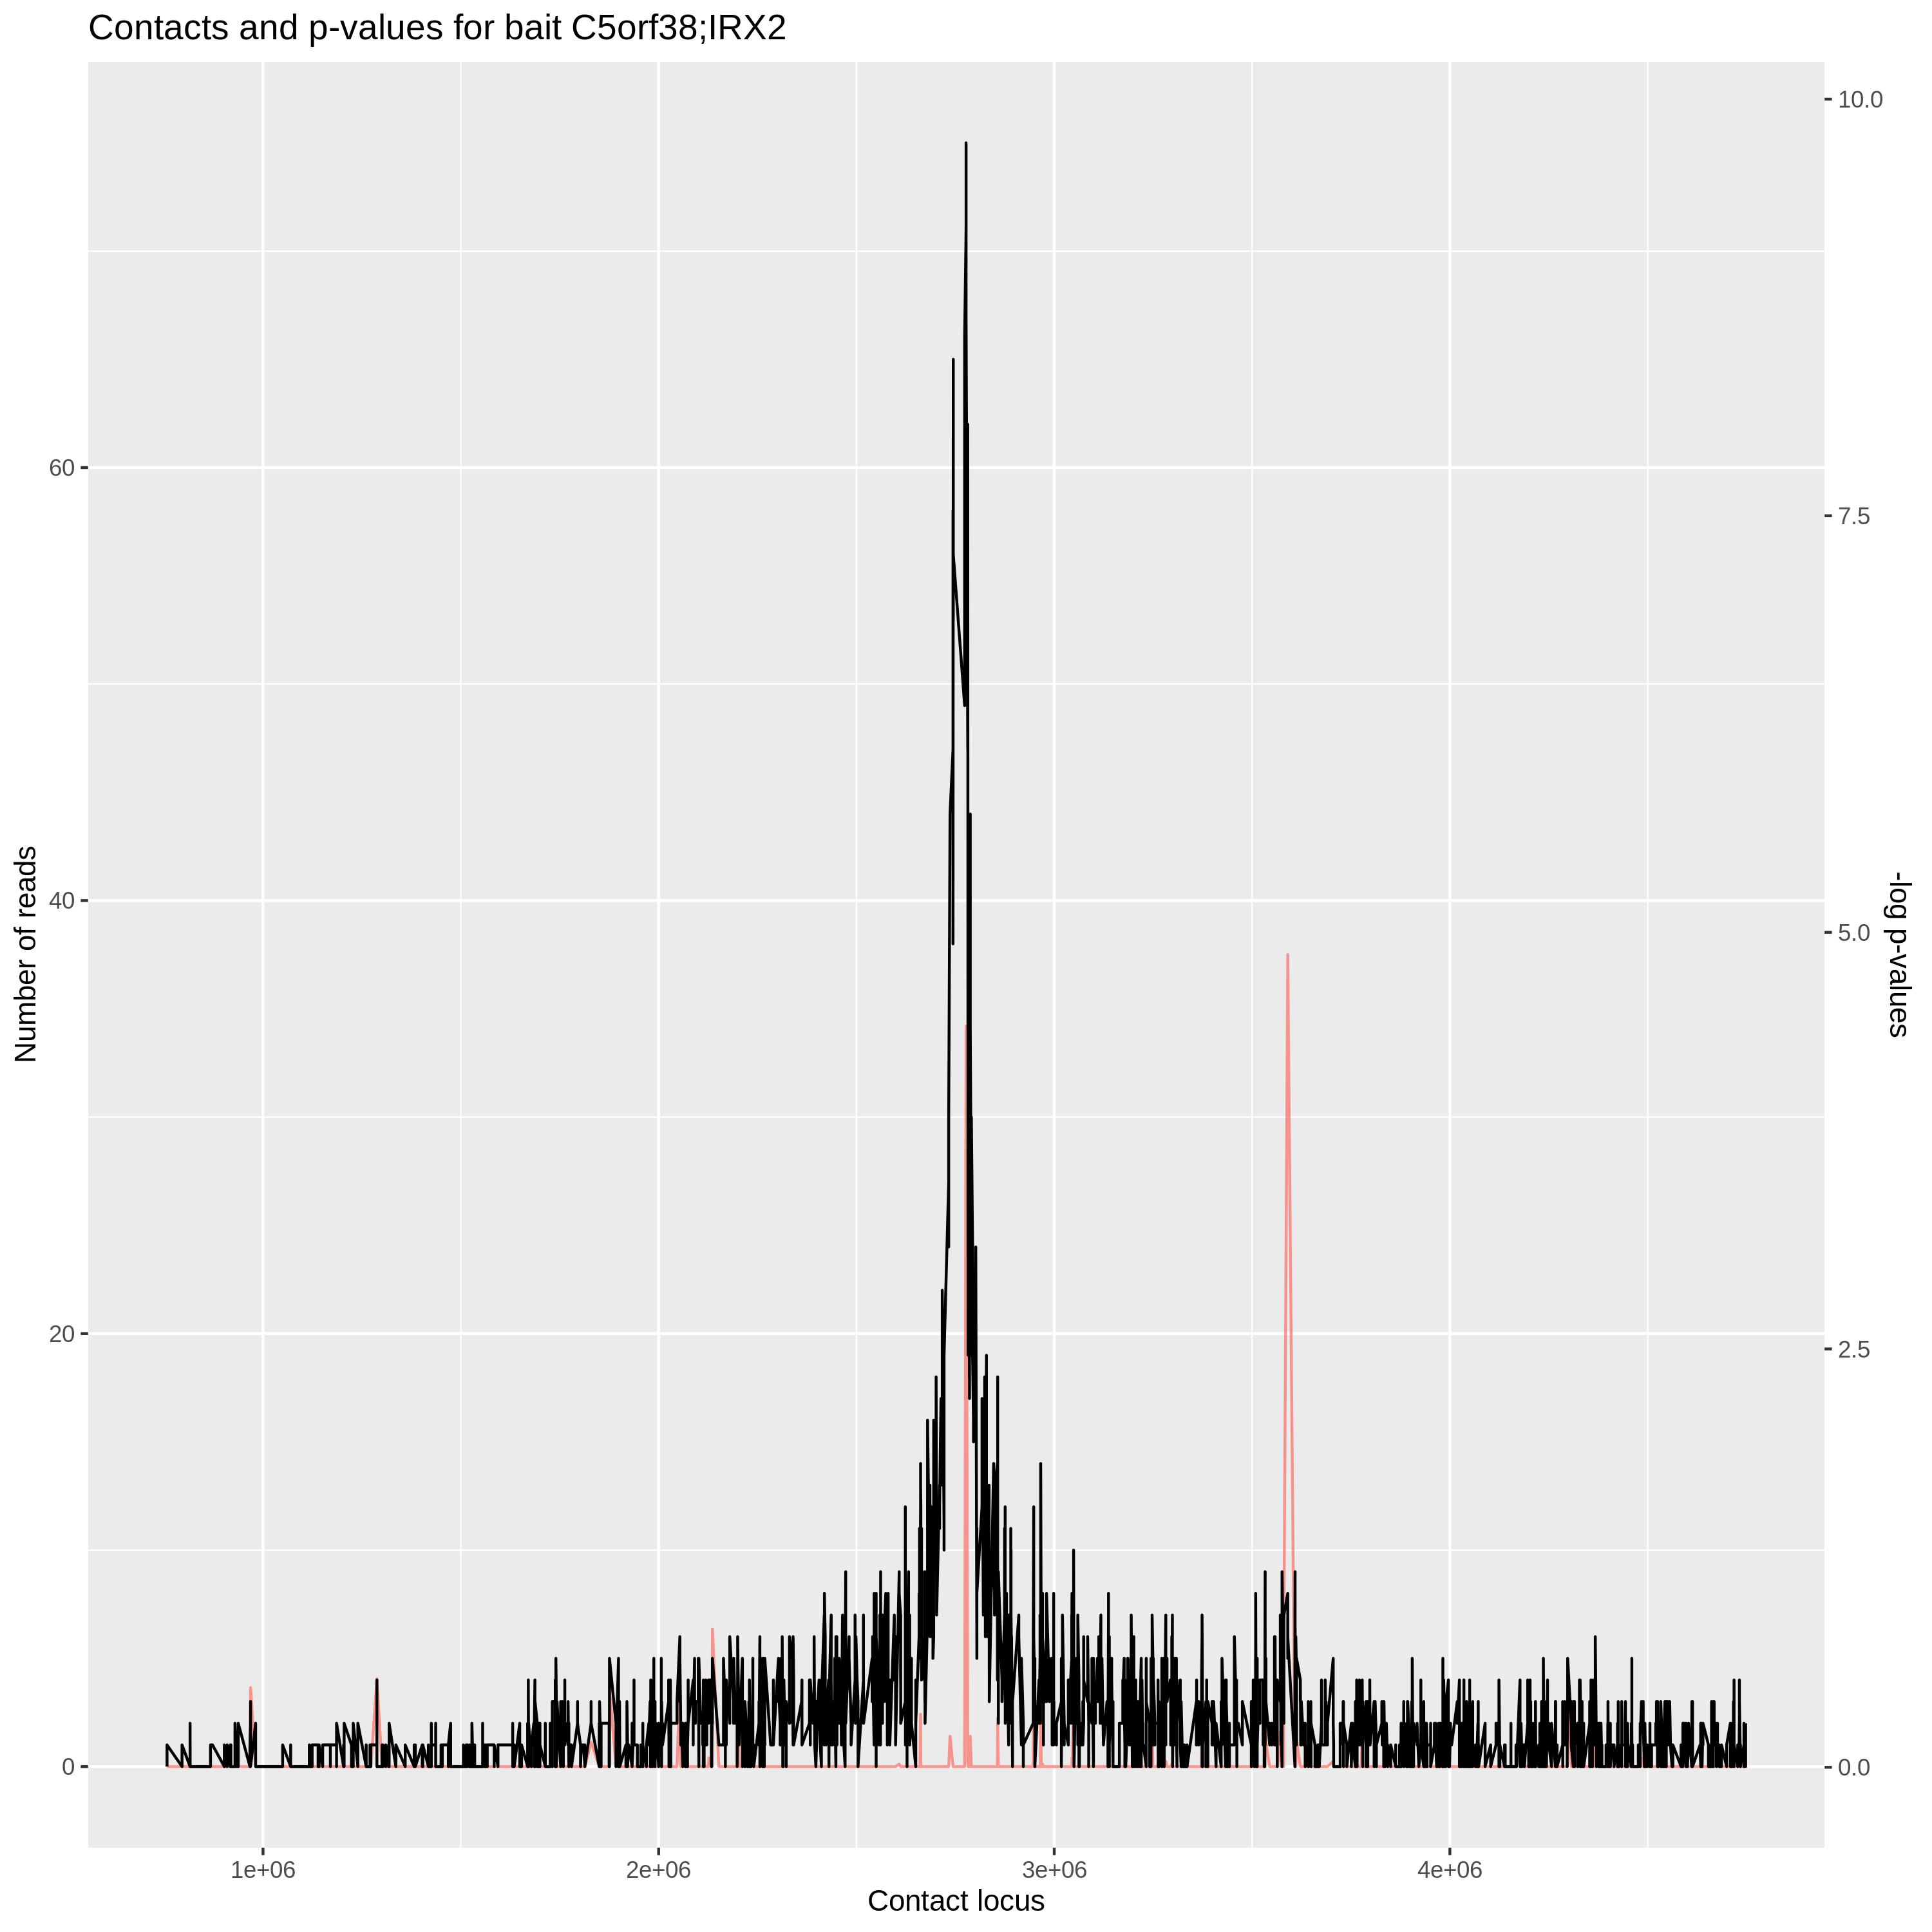 Contacts and p-values for bait C5orf38;IRX2
Number of reads
60
40
20
0
10.0
7.5
5.0
2.5
0.0
-log p-values
1e+06
2e+06
3e+06
4e+06
Contact locus